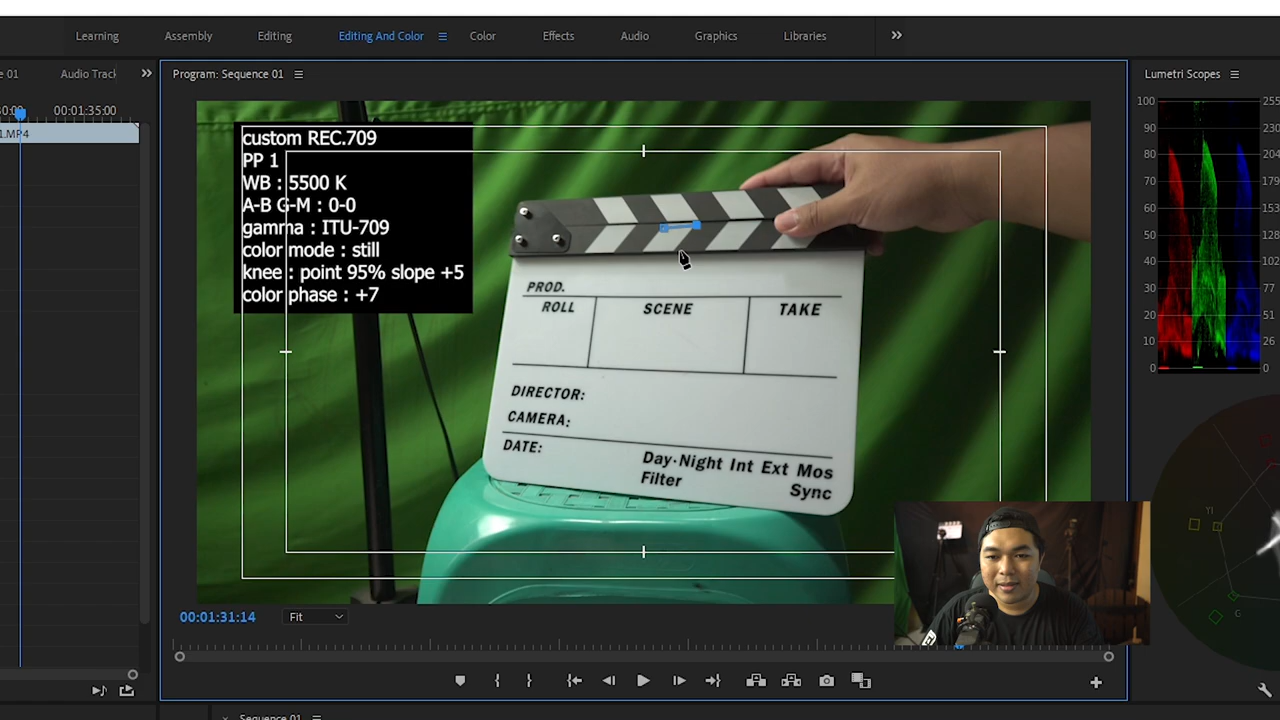 Learning Assembly Editing Editing And Color Color Effects Audio Graphics Libraries
e 01 Audio Track Program: Sequence 01 Lumetri Scopes
00:01:35:00
1.MP4
custom REC.709
PP 1
WB : 5500 K
A-B G-M : 0-0
gamma : ITU-709
color mode : still
knee : point 95% slope +5
color phase : +7
PROD.
ROLL SCENE TAKE
DIRECTOR:
CAMERA:
DATE:
Day·Night Int Ext Mos
Filter Sync
100 255
90 230
80 204
70 179
60 153
50 128
40 102
30 77
20 51
10 26
0 0
YI
G
00:01:31:14 Fit
Sequence 01